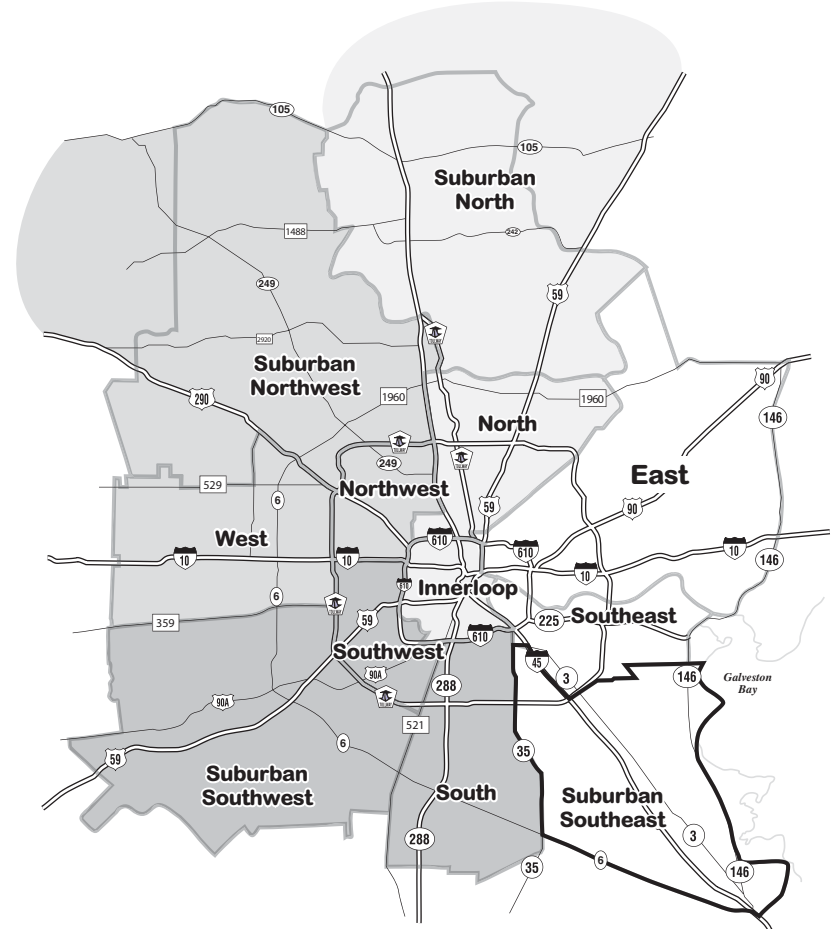 105
105
Suburban
North
1488
242
249
59
2920
Suburban
Northwest
90
290
1960
1960
146
North
249
East
529
Northwest
6
59
90
West
610
610
10
10
10
10
146
Innerloop
610
6
359
59
225
Southeast
610
Southwest
45
3
146
Galveston
Bay
90A
288
90A
521
6
35
59
Suburban
Southwest
South
Suburban
Southeast
3
288
6
35
146